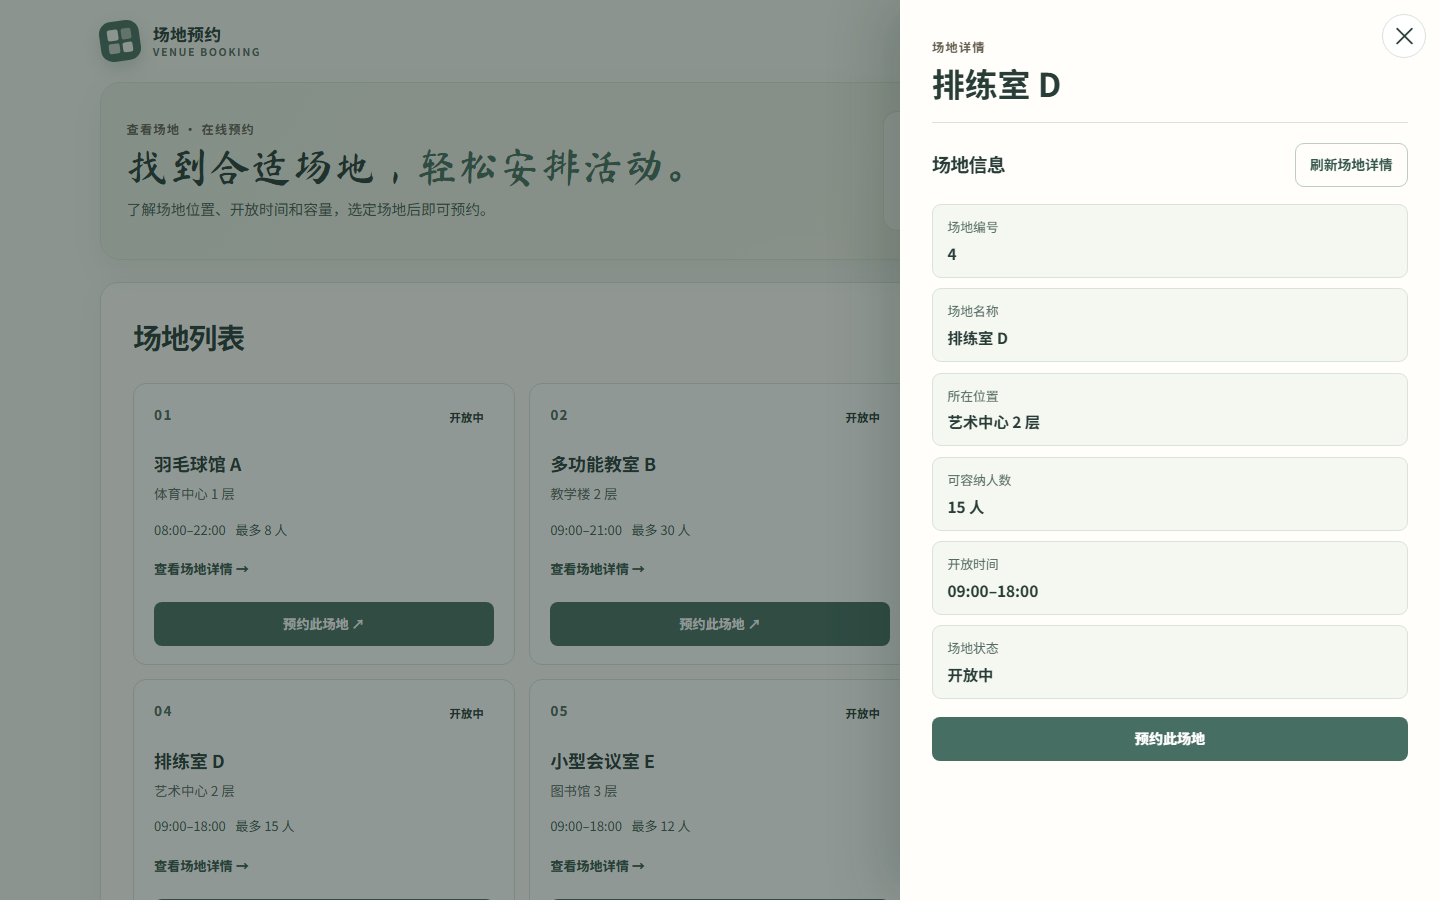 场地预约
VENUE BOOKING
查看场地 · 在线预约
找到合适场地，轻松安排活动。
了解场地位置、开放时间和容量，选定场地后即可预约。
场地列表
01
开放中
羽毛球馆 A
体育中心 1 层
08:00–22:00 最多 8 人
查看场地详情 →
预约此场地 ↗
02
开放中
多功能教室 B
教学楼 2 层
09:00–21:00 最多 30 人
查看场地详情 →
预约此场地 ↗
04
开放中
排练室 D
艺术中心 2 层
09:00–18:00 最多 15 人
查看场地详情 →
05
开放中
小型会议室 E
图书馆 3 层
09:00–18:00 最多 12 人
查看场地详情 →
场地详情
排练室 D
场地信息
刷新场地详情
场地编号
4
场地名称
排练室 D
所在位置
艺术中心 2 层
可容纳人数
15 人
开放时间
09:00–18:00
场地状态
开放中
预约此场地